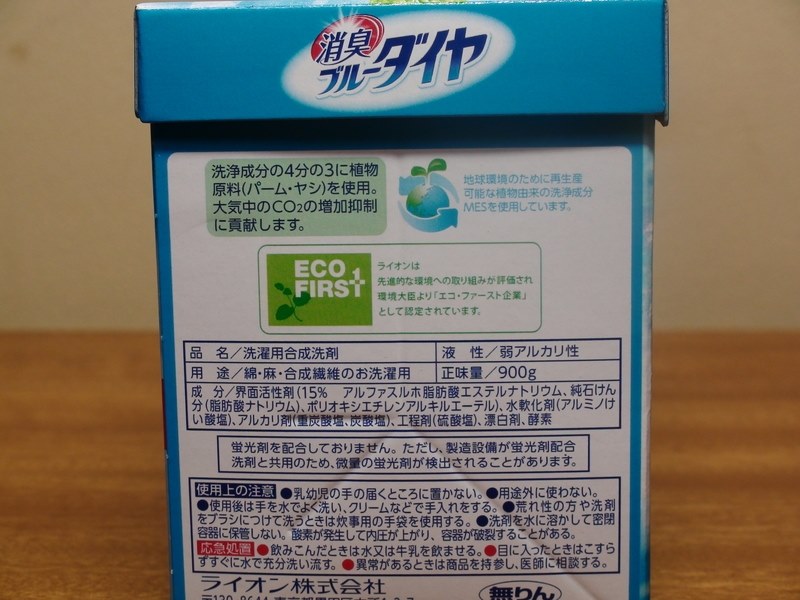 消臭
ブルーダイヤ
洗浄成分の4分の3に植物
原料(パーム・ヤシ)を使用。
大気中のCO₂の増加抑制
に貢献します。
地球環境のために再生産
可能な植物由来の洗浄成分
MESを使用しています。
ECO
FIRST
ライオンは
先進的な環境への取り組みが評価され
環境大臣より「エコ・ファースト企業」
として認定されています。
品 名/洗濯用合成洗剤 液 性/弱アルカリ性
用 途/綿・麻・合成繊維のお洗濯用 正味量/900g
成 分/界面活性剤(15% アルファスルホ脂肪酸エステルナトリウム、純石けん
分(脂肪酸ナトリウム)、ポリオキシエチレンアルキルエーテル)、水軟化剤(アルミノけ
い酸塩)、アルカリ剤(重炭酸塩、炭酸塩)、工程剤(硫酸塩)、漂白剤、酵素
蛍光剤を配合しておりません。ただし、製造設備が蛍光剤配合
洗剤と共用のため、微量の蛍光剤が検出されることがあります。
使用上の注意 ●乳幼児の手の届くところに置かない。●用途外に使わない。
●使用後は手を水でよく洗い、クリームなどで手入れをする。●荒れ性の方や洗剤
をブラシにつけて洗うときは炊事用の手袋を使用する。●洗剤を水に溶かして密閉
容器に保管しない。酸素が発生して内圧が上がり、容器が破裂することがある。
応急処置 ●飲みこんだときは水又は牛乳を飲ませる。●目に入ったときはこすら
ずすぐに水で充分洗い流す。●異常があるときは商品を持参し、医師に相談する。
ライオン株式会社
無りん
〒130-8644 東京都墨田区本所1-3-7